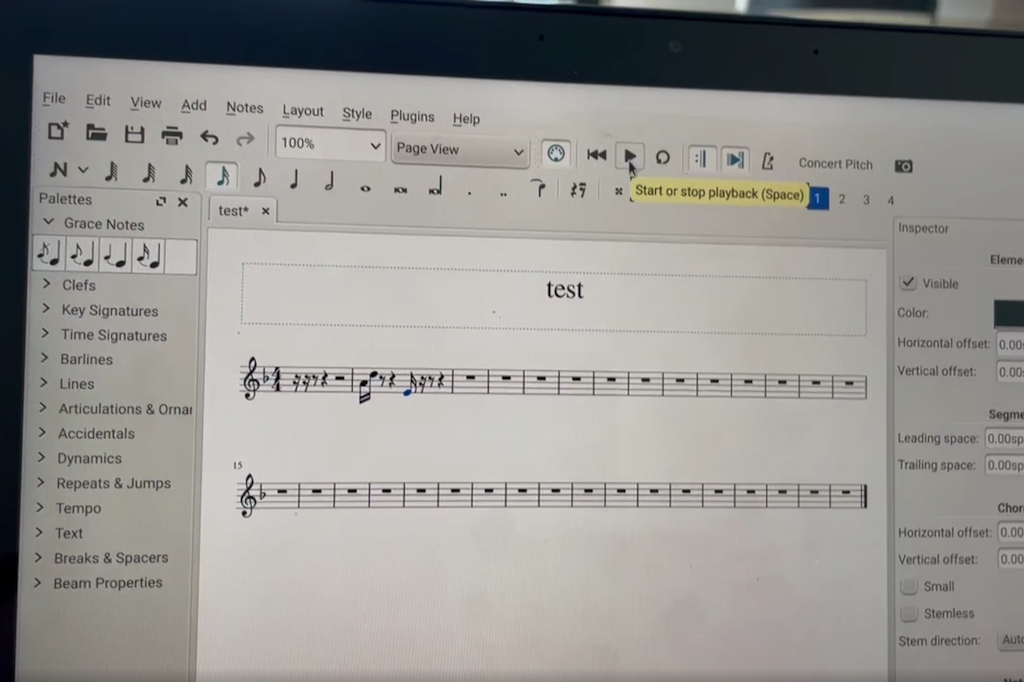 File Edit View Add Notes Layout Style Plugins Help
100% Page View Concert Pitch
Start or stop playback (Space) 1 2 3 4
Palettes
test*
Inspector
Grace Notes
Clefs
Key Signatures
Time Signatures
Barlines
Lines
Articulations & Ornar
Accidentals
Dynamics
Repeats & Jumps
Tempo
Text
Breaks & Spacers
Beam Properties
test
15
Eleme
Visible
Color:
Horizontal offset: 0.00
Vertical offset: 0.00
Segme
Leading space: 0.00sp
Trailing space: 0.00sp
Chor
Horizontal offset: 0.00
Vertical offset: 0.00
Small
Stemless
Stem direction: Auto